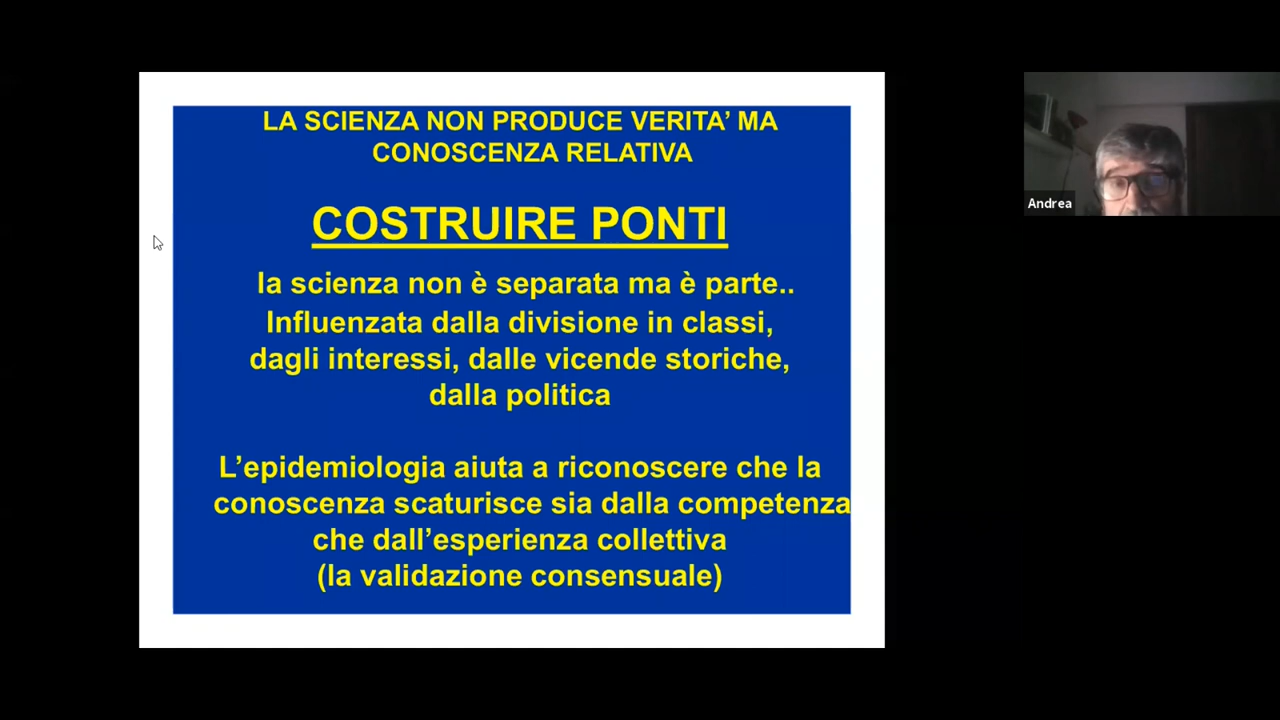 LA SCIENZA NON PRODUCE VERITA’ MA
CONOSCENZA RELATIVA
COSTRUIRE PONTI
la scienza non è separata ma è parte..
Influenzata dalla divisione in classi,
dagli interessi, dalle vicende storiche,
dalla politica
L’epidemiologia aiuta a riconoscere che la
conoscenza scaturisce sia dalla competenza
che dall’esperienza collettiva
(la validazione consensuale)
Andrea